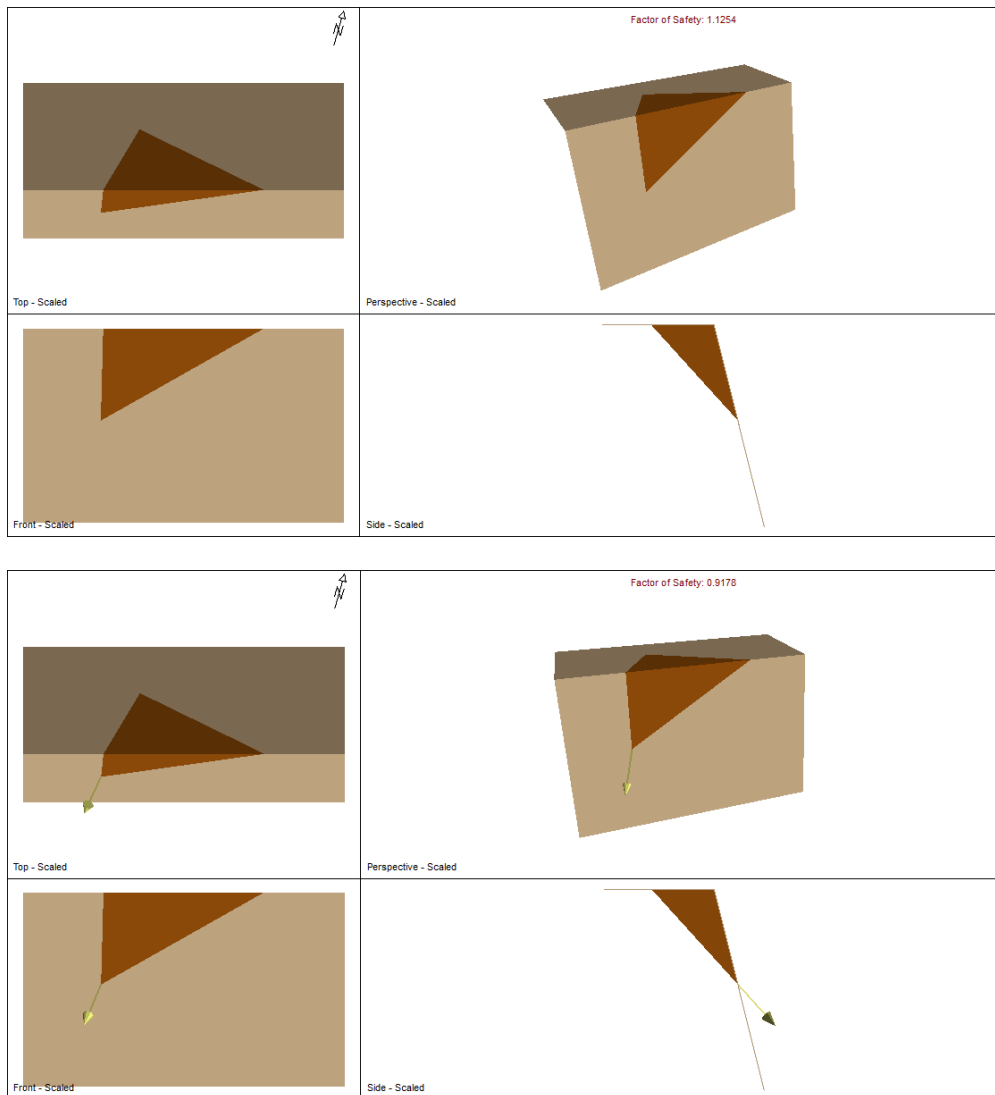 N
Factor of Safety: 1.1254
Top - Scaled
Perspective - Scaled
Front - Scaled
Side - Scaled
N
Factor of Safety: 0.9178
Top - Scaled
Perspective - Scaled
Front - Scaled
Side - Scaled